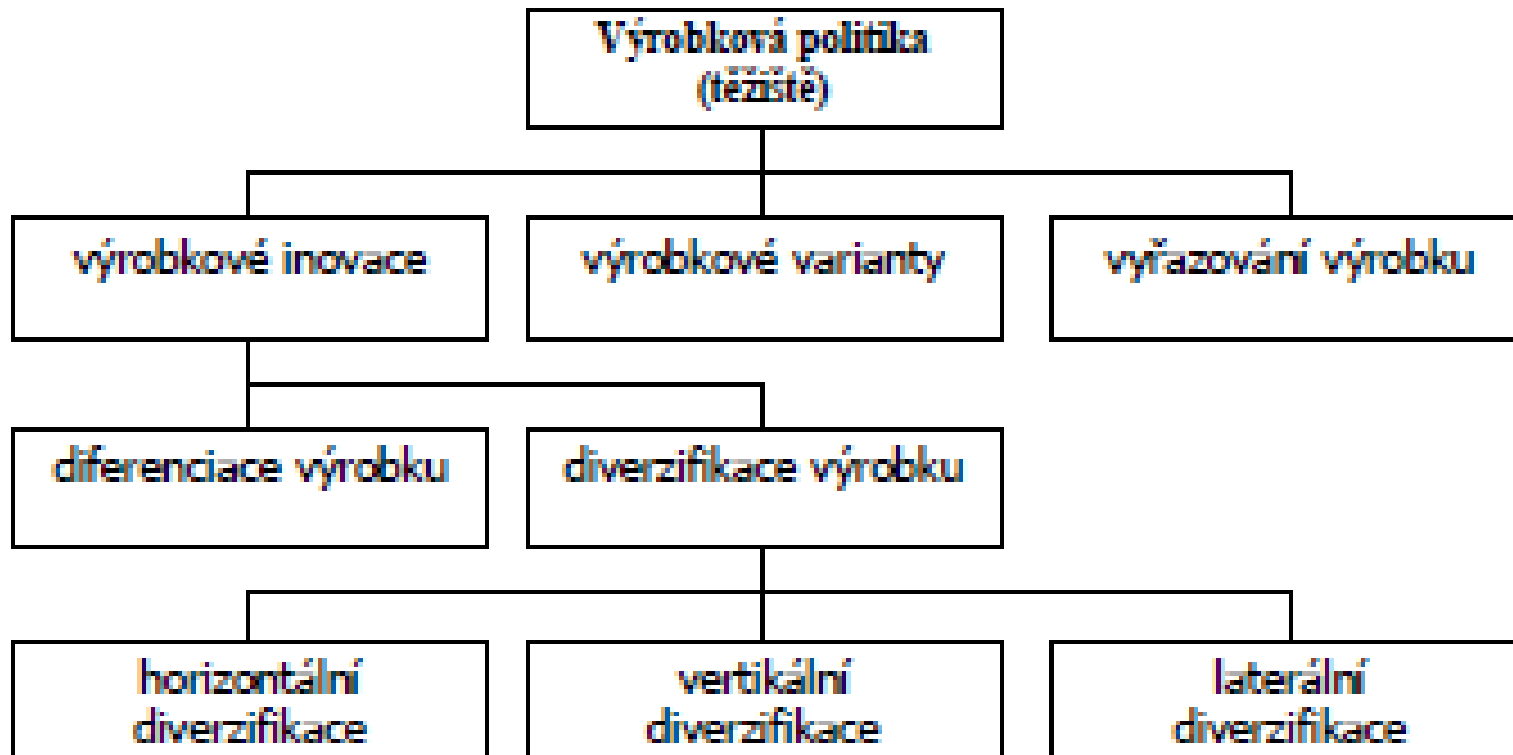 Výrobková politika
(těžiště)
výrobkové inovace
výrobkové varianty
vyřazování výrobku
diferenciace výrobku
diverzifikace výrobku
horizontální
diverzifikace
vertikální
diverzifikace
laterální
diverzifikace